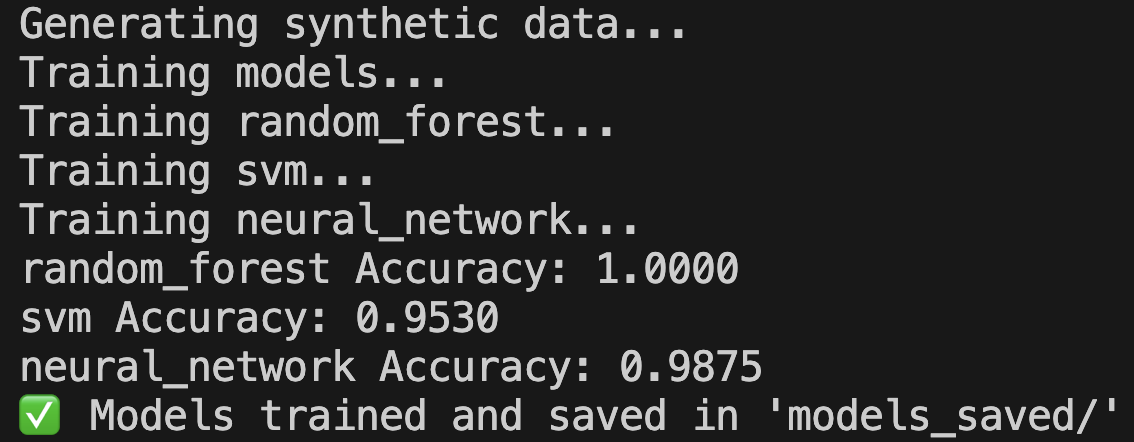 Generating synthetic data...
Training models...
Training random_forest...
Training svm...
Training neural_network...
random_forest Accuracy: 1.0000
svm Accuracy: 0.9530
neural_network Accuracy: 0.9875
✅ Models trained and saved in 'models_saved/'